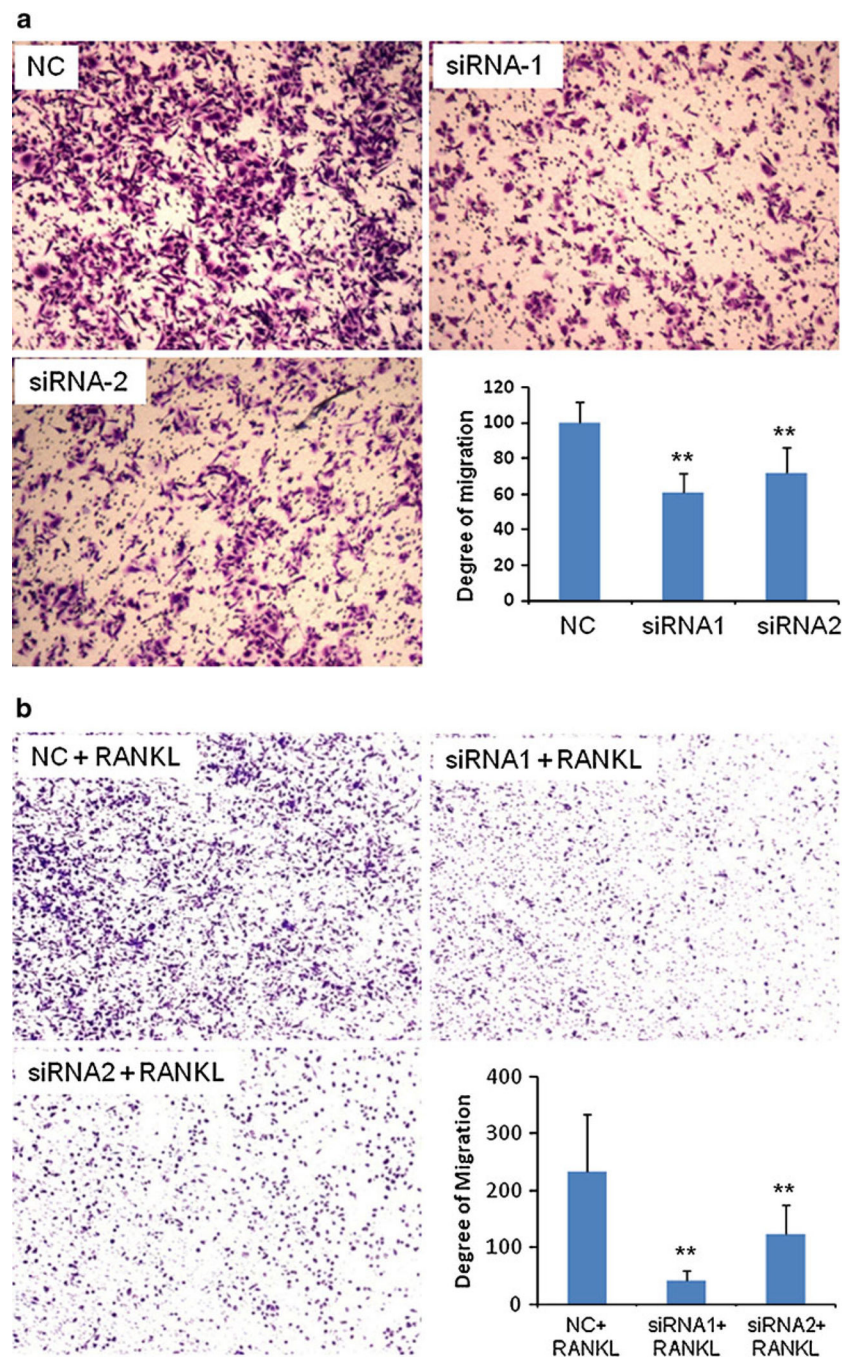 a
NC
siRNA-1
siRNA-2
Degree of migration
120
100
80
60
40
20
0
**
**
NC
siRNA1
siRNA2
b
NC + RANKL
siRNA1 + RANKL
siRNA2 + RANKL
Degree of Migration
400
300
200
100
0
**
**
NC+
RANKL
siRNA1+
RANKL
siRNA2+
RANKL